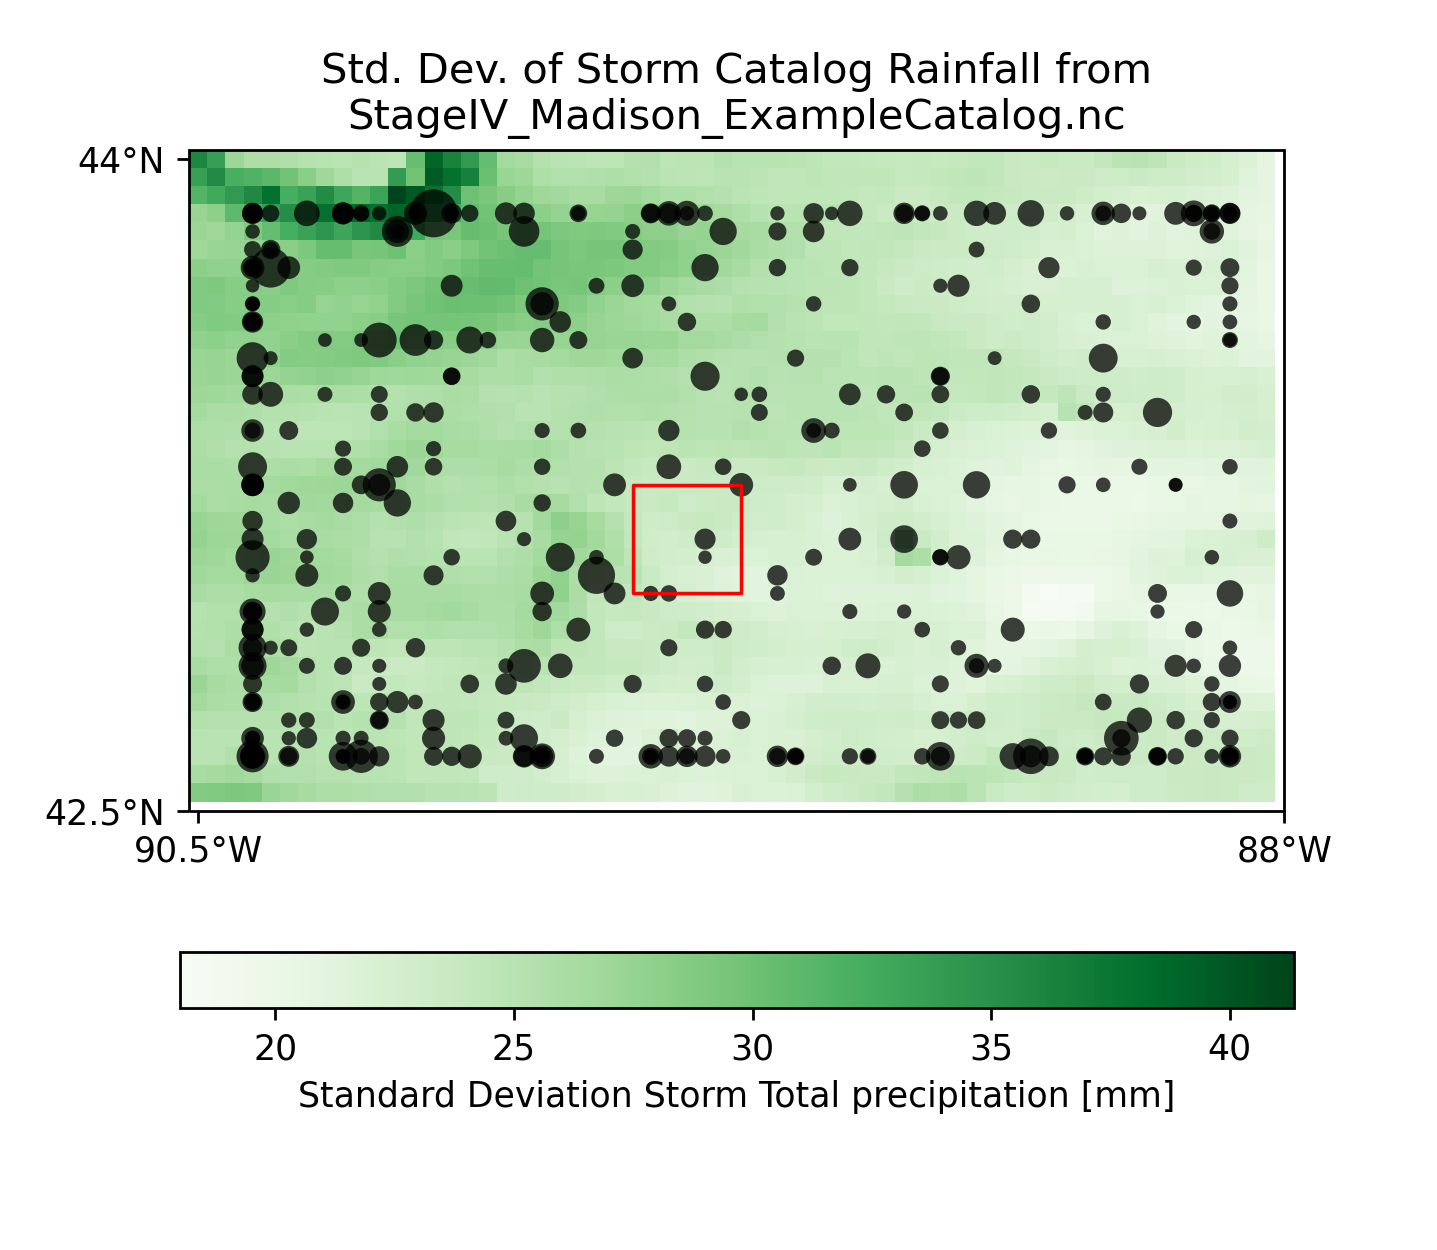 Std. Dev. of Storm Catalog Rainfall from
StageIV_Madison_ExampleCatalog.nc
44°N
42.5°N
90.5°W 88°W
20 25 30 35 40
Standard Deviation Storm Total precipitation [mm]